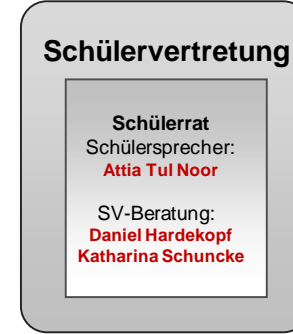 Schülervertretung
Schülerrat
Schülersprecher:
Attia Tul Noor
SV-Beratung:
Daniel Hardekopf
Katharina Schuncke